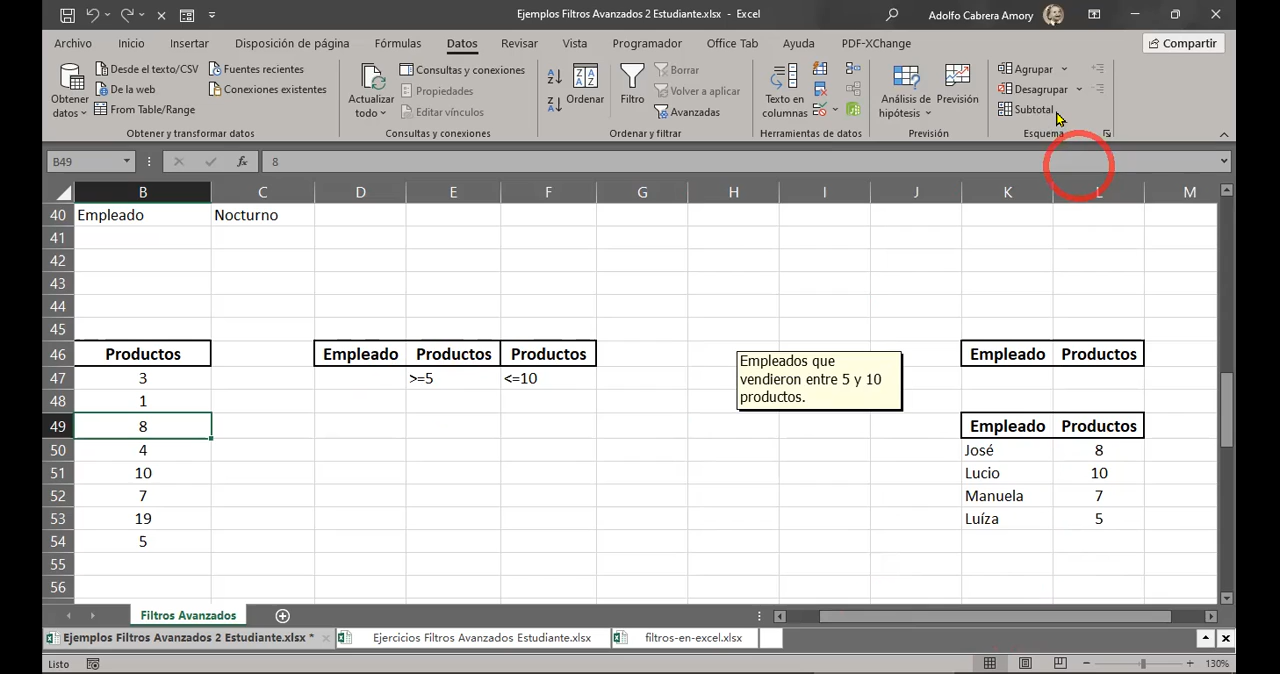 Ejemplos Filtros Avanzados 2 Estudiante.xlsx - Excel
Adolfo Cabrera Amory
Archivo Inicio Insertar Disposición de página Fórmulas Datos Revisar Vista Programador Office Tab Ayuda PDF-XChange Compartir
Obtener datos
Desde el texto/CSV
De la web
From Table/Range
Fuentes recientes
Conexiones existentes
Obtener y transformar datos
Actualizar todo
Consultas y conexiones
Propiedades
Editar vínculos
Consultas y conexiones
Ordenar
Filtro
Borrar
Volver a aplicar
Avanzadas
Ordenar y filtrar
Texto en columnas
Herramientas de datos
Análisis de hipótesis
Previsión
Previsión
Agrupar
Desagrupar
Subtotal
Esquema
B49 fx 8
B C D E F G H I J K L M
40 Empleado Nocturno
41
42
43
44
45
46 Productos Empleado Productos Productos Empleado Productos
47 3 >=5 <=10
48 1
49 8 Empleado Productos
50 4 José 8
51 10 Lucio 10
52 7 Manuela 7
53 19 Luíza 5
54 5
55
56
Empleados que
vendieron entre 5 y 10
productos.
Filtros Avanzados
Ejemplos Filtros Avanzados 2 Estudiante.xlsx * Ejercicios Filtros Avanzados Estudiante.xlsx filtros-en-excel.xlsx
Listo 130%